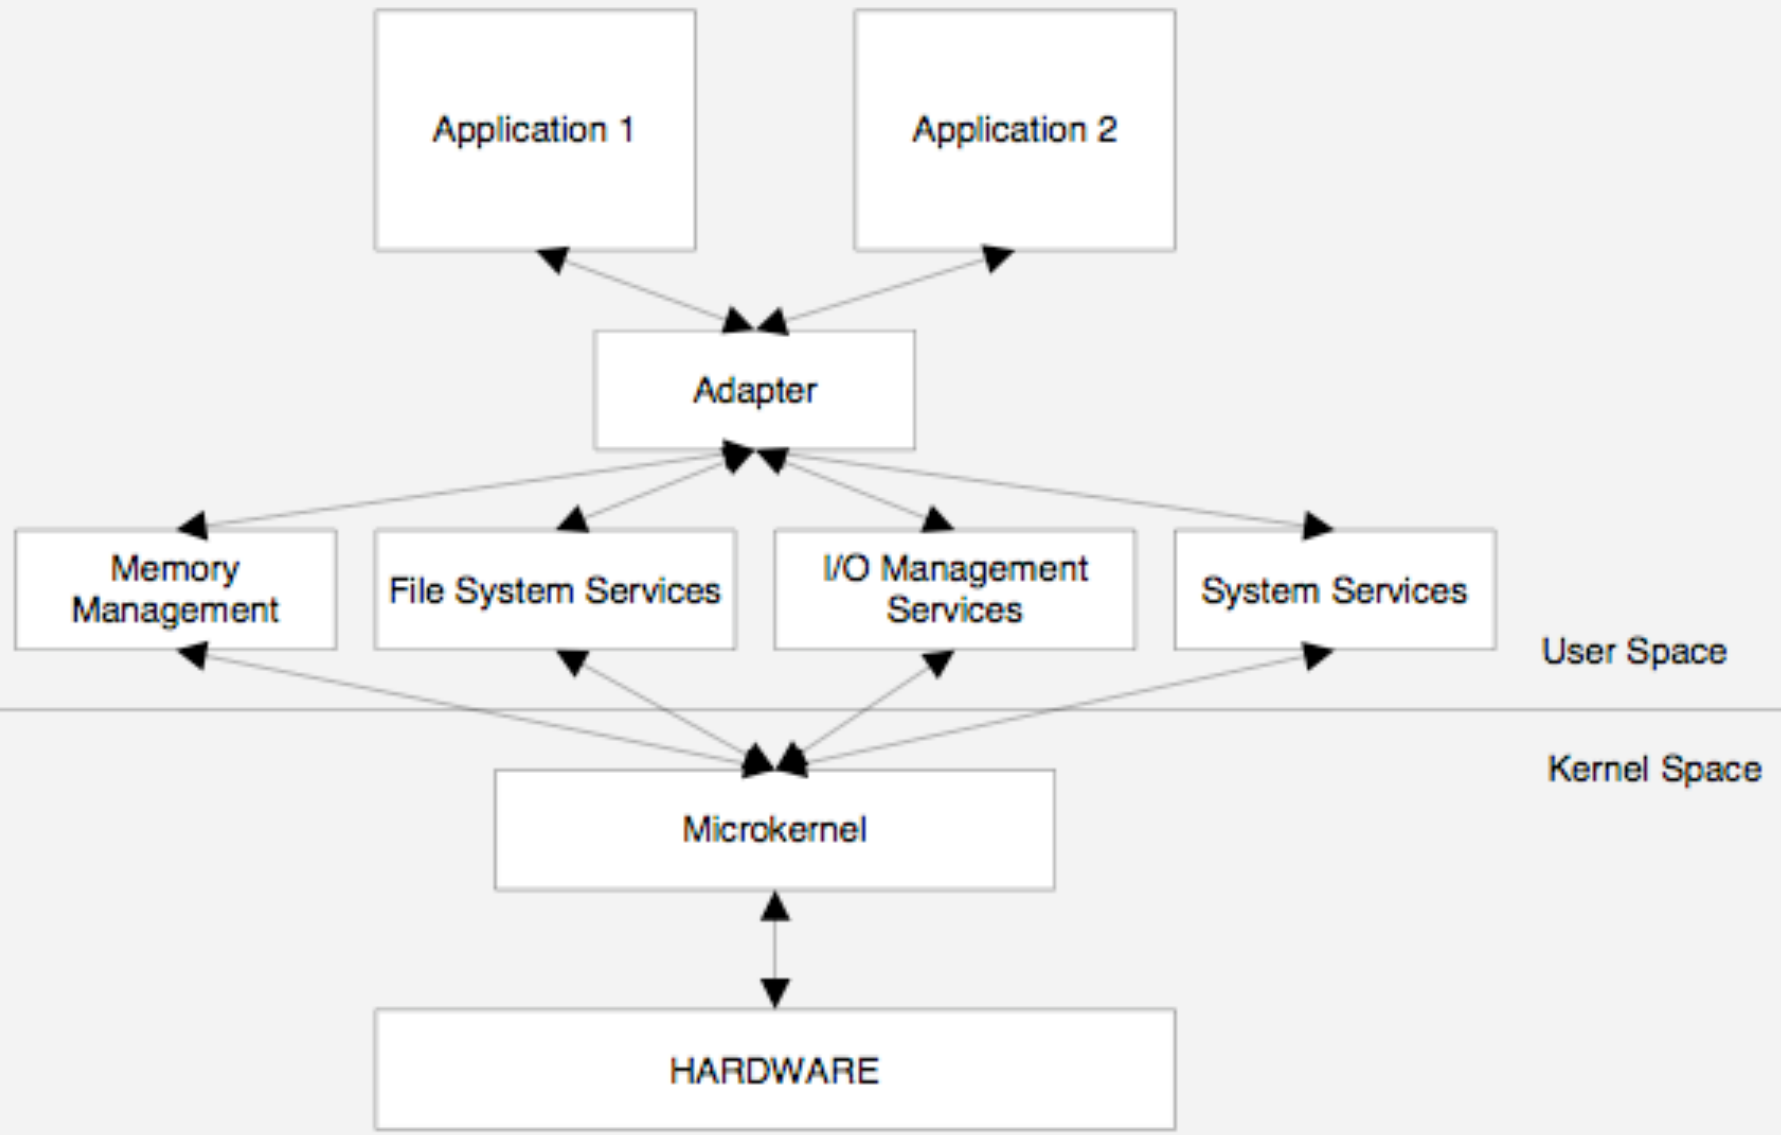 Application 1
Application 2
Adapter
Memory
Management
File System Services
I/O Management
Services
System Services
User Space
Kernel Space
Microkernel
HARDWARE